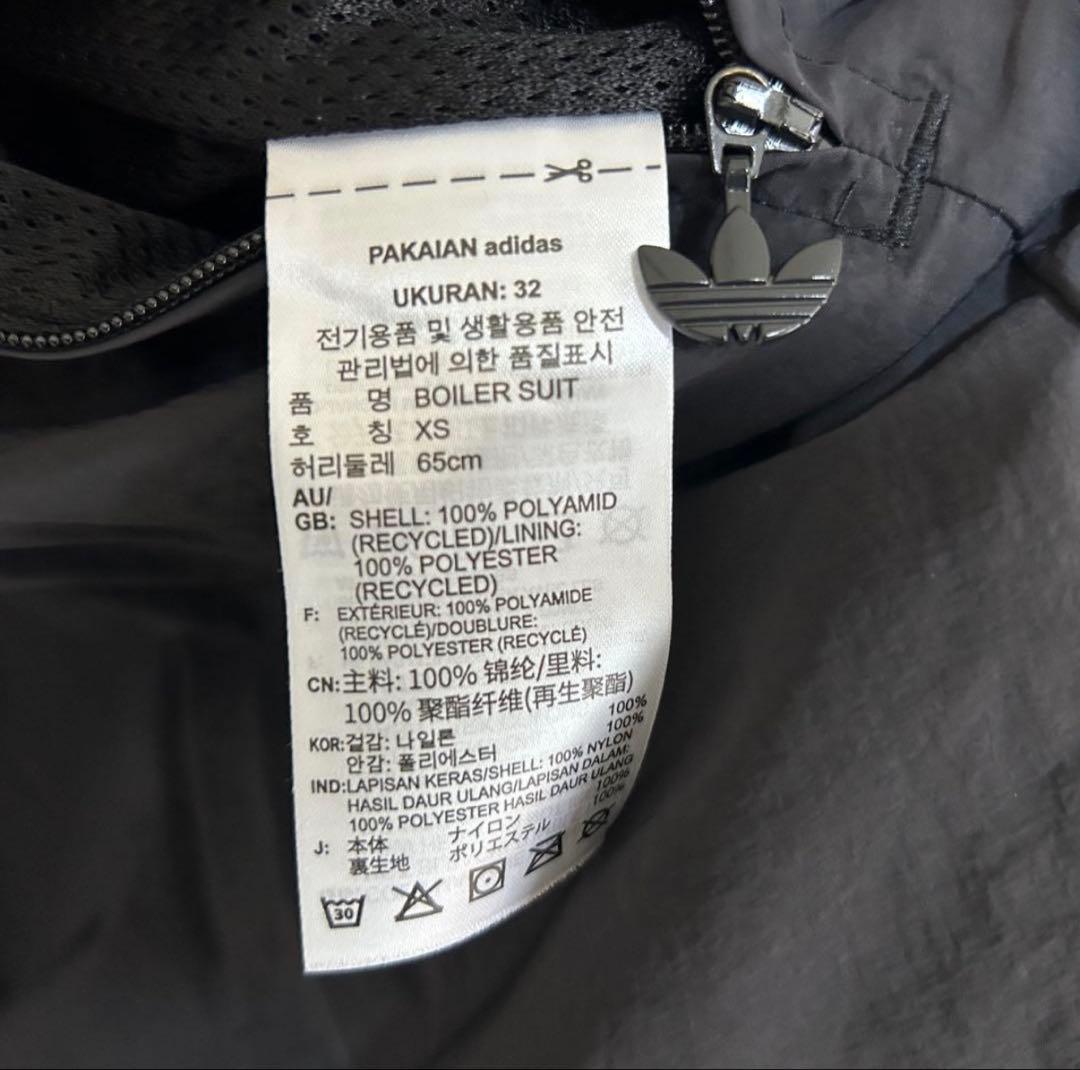 PAKAIAN adidas
UKURAN: 32
전기용품 및 생활용품 안전
관리법에 의한 품질표시
품 명 BOILER SUIT
호 칭 XS
허리둘레 65cm
AU/
GB: SHELL: 100% POLYAMID
(RECYCLED)/LINING:
100% POLYESTER
(RECYCLED)
F: EXTÉRIEUR: 100% POLYAMIDE
(RECYCLÉ)/DOUBLURE:
100% POLYESTER (RECYCLÉ)
CN: 主料: 100% 锦纶/里料:
100% 聚酯纤维(再生聚酯)
KOR: 겉감: 나일론 100%
안감: 폴리에스터 100%
IND: LAPISAN KERAS/SHELL: 100% NYLON
HASIL DAUR ULANG/LAPISAN DALAM:
100% POLYESTER HASIL DAUR ULANG
J: 本体 ナイロン 100%
裏生地 ポリエステル 100%
30